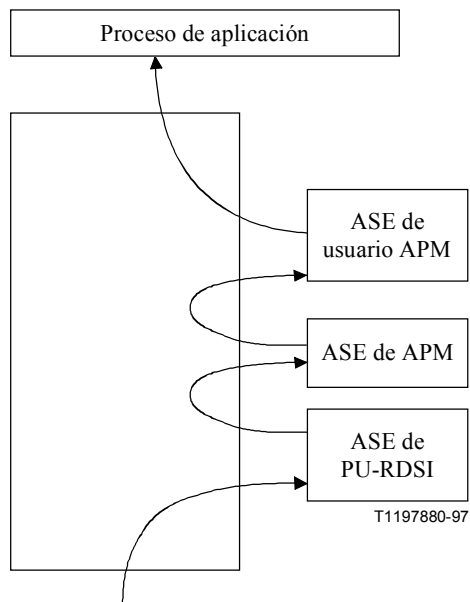 Proceso de aplicación
ASE de
usuario APM
ASE de APM
ASE de
PU-RDSI
T1197880-97